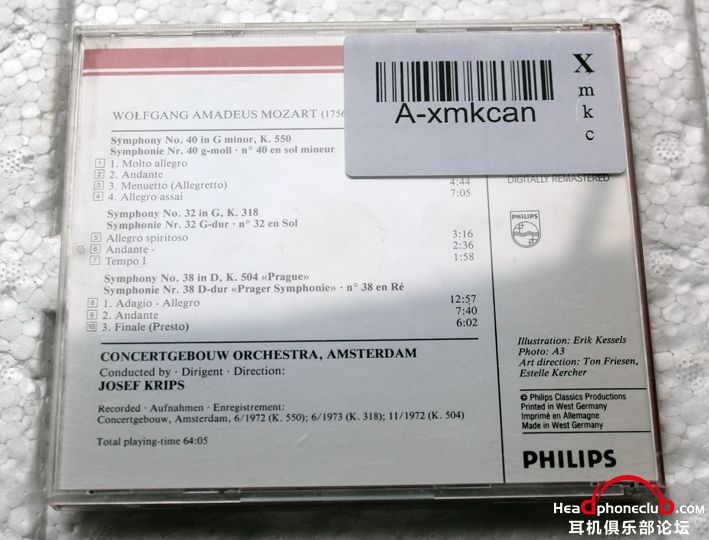 A-xmkcan
X
m
k
c
WOLFGANG AMADEUS MOZART (1756
Symphony No. 40 in G minor, K. 550
Symphonie Nr. 40 g-moll · n° 40 en sol mineur
1 1. Molto allegro
2 2. Andante
3 3. Menuetto (Allegretto) 4:44
4 4. Allegro assai 7:05
Symphony No. 32 in G, K. 318
Symphonie Nr. 32 G-dur · n° 32 en Sol
5 Allegro spiritoso 3:16
6 Andante - 2:36
7 Tempo I 1:58
Symphony No. 38 in D, K. 504 «Prague»
Symphonie Nr. 38 D-dur «Prager Symphonie» · n° 38 en Ré
8 1. Adagio - Allegro 12:57
9 2. Andante 7:40
10 3. Finale (Presto) 6:02
CONCERTGEBOUW ORCHESTRA, AMSTERDAM
Conducted by · Dirigent · Direction:
JOSEF KRIPS
Recorded · Aufnahmen · Enregistrement:
Concertgebouw, Amsterdam, 6/1972 (K. 550); 6/1973 (K. 318); 11/1972 (K. 504)
Total playing-time 64:05
DIGITALLY REMASTERED
PHILIPS
Illustration: Erik Kessels
Photo: A3
Art direction: Ton Friesen,
Estelle Kercher
℗ Philips Classics Productions
Printed in West Germany
Imprimé en Allemagne
Made in West Germany
PHILIPS
Headphoneclub.com
耳机俱乐部论坛